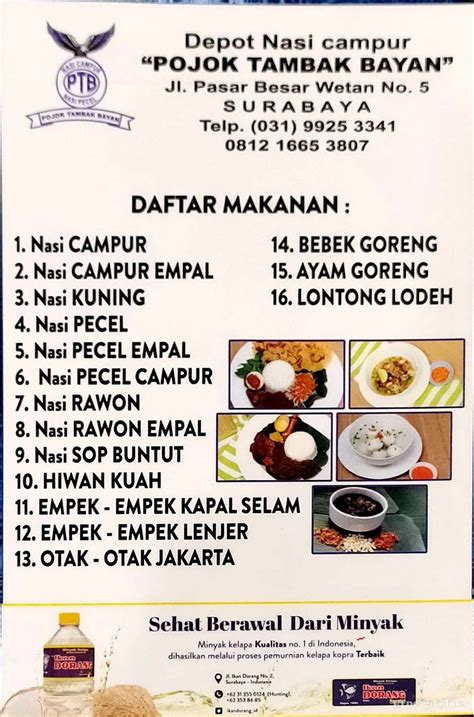 NASI CAMPUR
PTB
NASI PECEL
POJOK TAMBAK BAYAN
Depot Nasi campur
"POJOK TAMBAK BAYAN"
Jl. Pasar Besar Wetan No. 5
SURABAYA
Telp. (031) 9925 3341
0812 1665 3807
DAFTAR MAKANAN :
1. Nasi CAMPUR
2. Nasi CAMPUR EMPAL
3. Nasi KUNING
4. Nasi PECEL
5. Nasi PECEL EMPAL
6. Nasi PECEL CAMPUR
7. Nasi RAWON
8. Nasi RAWON EMPAL
9. Nasi SOP BUNTUT
10. HIWAN KUAH
11. EMPEK - EMPEK KAPAL SELAM
12. EMPEK - EMPEK LENJER
13. OTAK - OTAK JAKARTA
14. BEBEK GORENG
15. AYAM GORENG
16. LONTONG LODEH
Sehat Berawal Dari Minyak
Minyak kelapa Kualitas no. 1 di Indonesia,
dihasilkan melalui proses pemurnian kelapa kopra Terbaik
Ikan
DORANG
Jl. Ikan Dorang No. 2,
Surabaya - Indonesia
+62 31 355 0124 (Hunting),
+62 353 8686 85
ikandorang_id
Ikan
DORANG